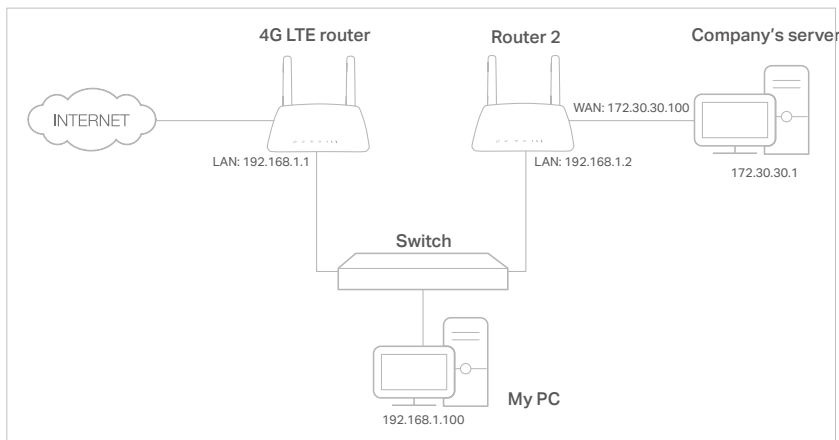 4G LTE router
Router 2
Company's server
INTERNET
WAN: 172.30.30.100
LAN: 192.168.1.1
LAN: 192.168.1.2
172.30.30.1
Switch
My PC
192.168.1.100